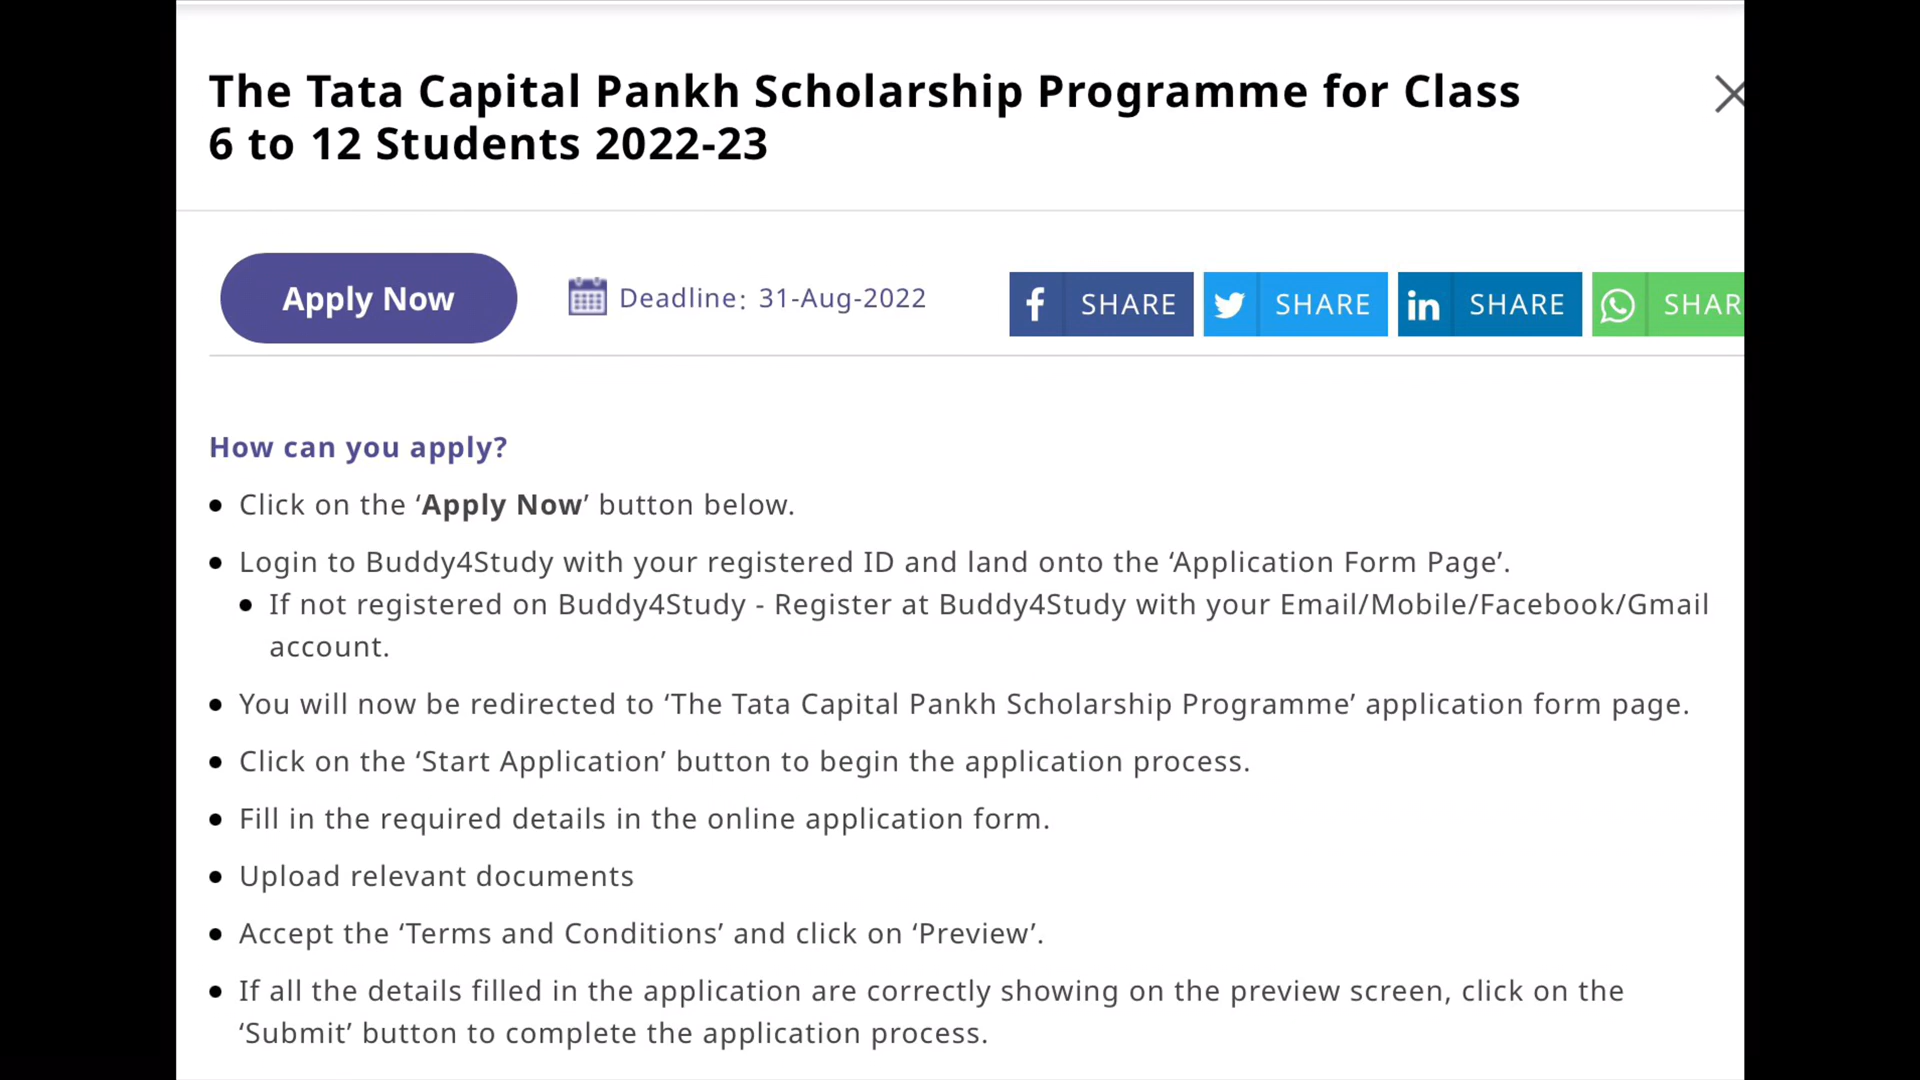 The Tata Capital Pankh Scholarship Programme for Class
6 to 12 Students 2022-23
Apply Now
Deadline: 31-Aug-2022
SHARE
SHARE
SHARE
SHAR
How can you apply?
Click on the ‘Apply Now’ button below.
Login to Buddy4Study with your registered ID and land onto the ‘Application Form Page’.
If not registered on Buddy4Study - Register at Buddy4Study with your Email/Mobile/Facebook/Gmail
account.
You will now be redirected to ‘The Tata Capital Pankh Scholarship Programme’ application form page.
Click on the ‘Start Application’ button to begin the application process.
Fill in the required details in the online application form.
Upload relevant documents
Accept the ‘Terms and Conditions’ and click on ‘Preview’.
If all the details filled in the application are correctly showing on the preview screen, click on the
‘Submit’ button to complete the application process.